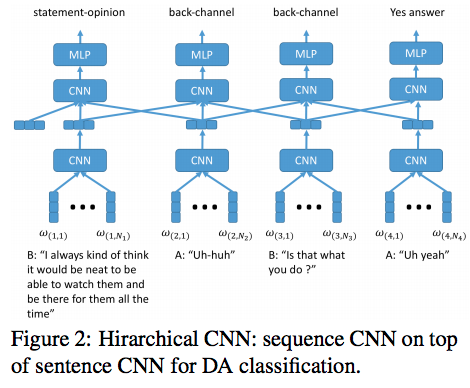 statement-opinion back-channel back-channel Yes answer
MLP MLP MLP MLP
CNN CNN CNN CNN
CNN CNN CNN CNN
••• ••• ••• •••
ω(1,1) ω(1,N1) ω(2,1) ω(2,N2) ω(3,1) ω(3,N3) ω(4,1) ω(4,N4)
B: “I always kind of think
it would be neat to be
able to watch them and
be there for them all the
time”
A: “Uh-huh”
B: “Is that what
you do ?”
A: “Uh yeah”
Figure 2: Hirarchical CNN: sequence CNN on top
of sentence CNN for DA classification.